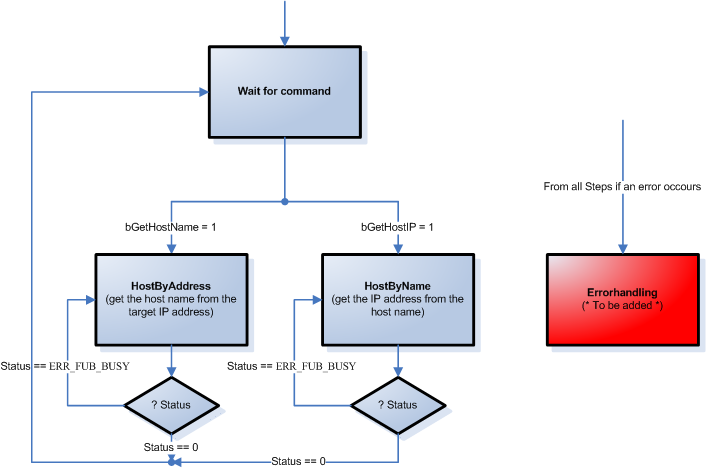 Wait for command
From all Steps if an error occours
bGetHostName = 1
bGetHostIP = 1
HostByAddress
(get the host name from the
target IP address)
HostByName
(get the IP address from the
host name)
Errorhandling
(* To be added *)
Status == ERR_FUB_BUSY
Status == ERR_FUB_BUSY
? Status
? Status
Status == 0
Status == 0